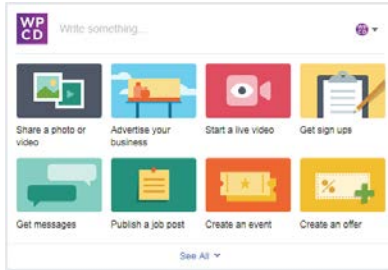 WP
CD
Write something...
Share a photo or
video
Advertise your
business
Start a live video
Get sign ups
Get messages
Publish a job post
Create an event
Create an offer
See All